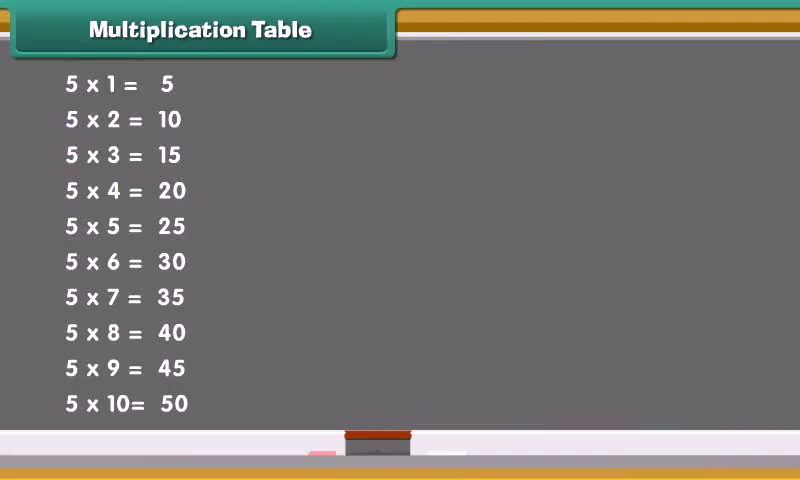 Multiplication Table
5 x 1 = 5
5 x 2 = 10
5 x 3 = 15
5 x 4 = 20
5 x 5 = 25
5 x 6 = 30
5 x 7 = 35
5 x 8 = 40
5 x 9 = 45
5 x 10= 50